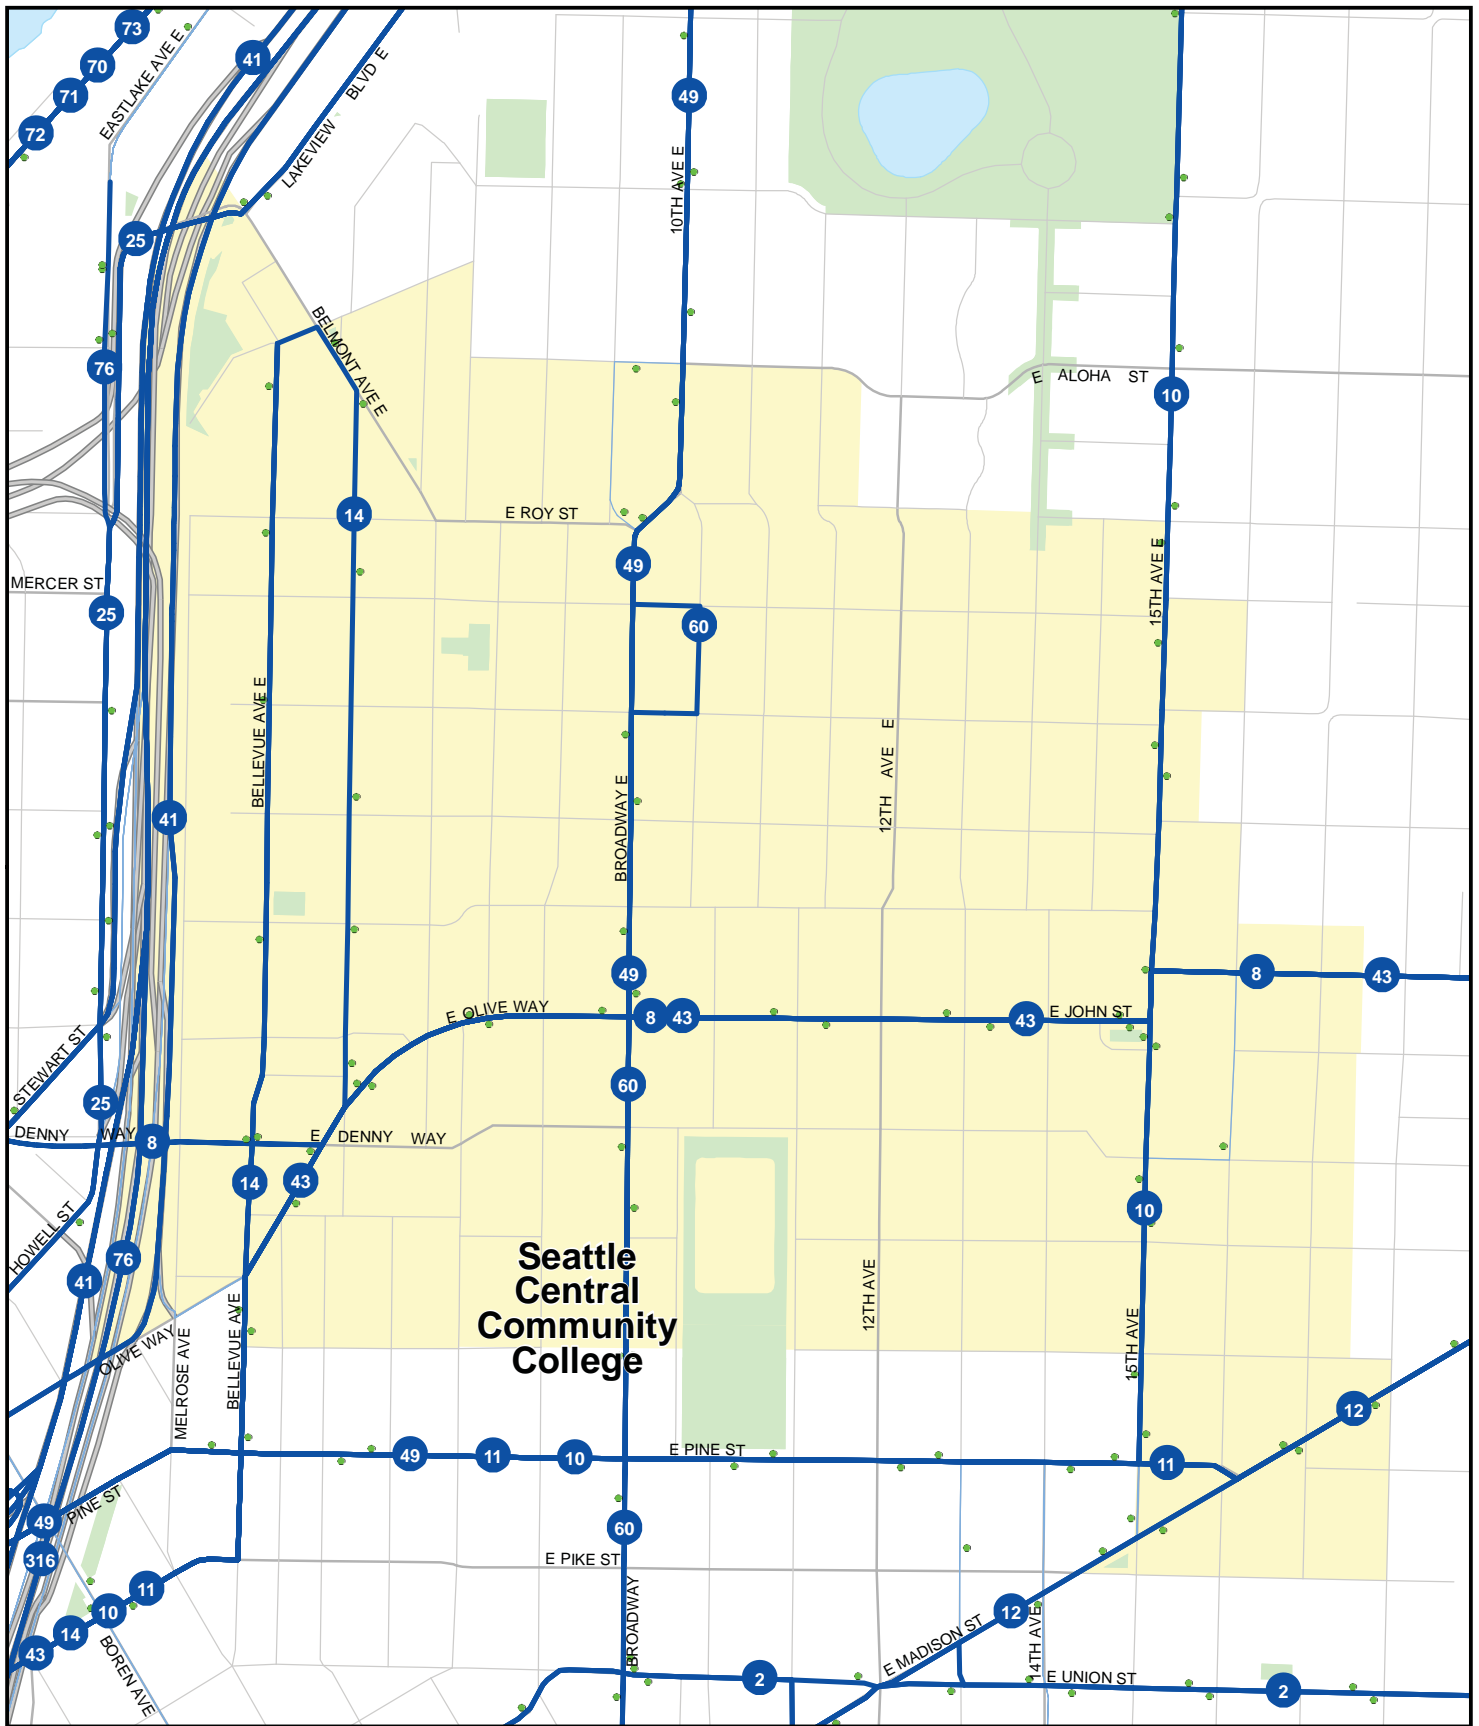 73
70
71
72
EASTLAKE AVE E
41
LAKEVIEW BLVD E
49
10TH AVE E
25
76
BELMONT AVE E
E ALOHA ST
10
14
E ROY ST
49
60
15TH AVE E
MERCER ST
25
BELLEVUE AVE E
BROADWAY E
12TH AVE E
41
49
8
43
E OLIVE WAY
8
43
43
E JOHN ST
STEWART ST
25
60
DENNY WAY
8
E DENNY WAY
14
43
10
HOWELL ST
76
41
Seattle
Central
Community
College
12TH AVE
15TH AVE
OLIVE WAY
MELROSE AVE
BELLEVUE AVE
12
49
11
10
E PINE ST
11
PINE ST
49
60
316
E PIKE ST
11
10
14
43
BOREN AVE
BROADWAY
12
E MADISON ST
14TH AVE
2
E UNION ST
2